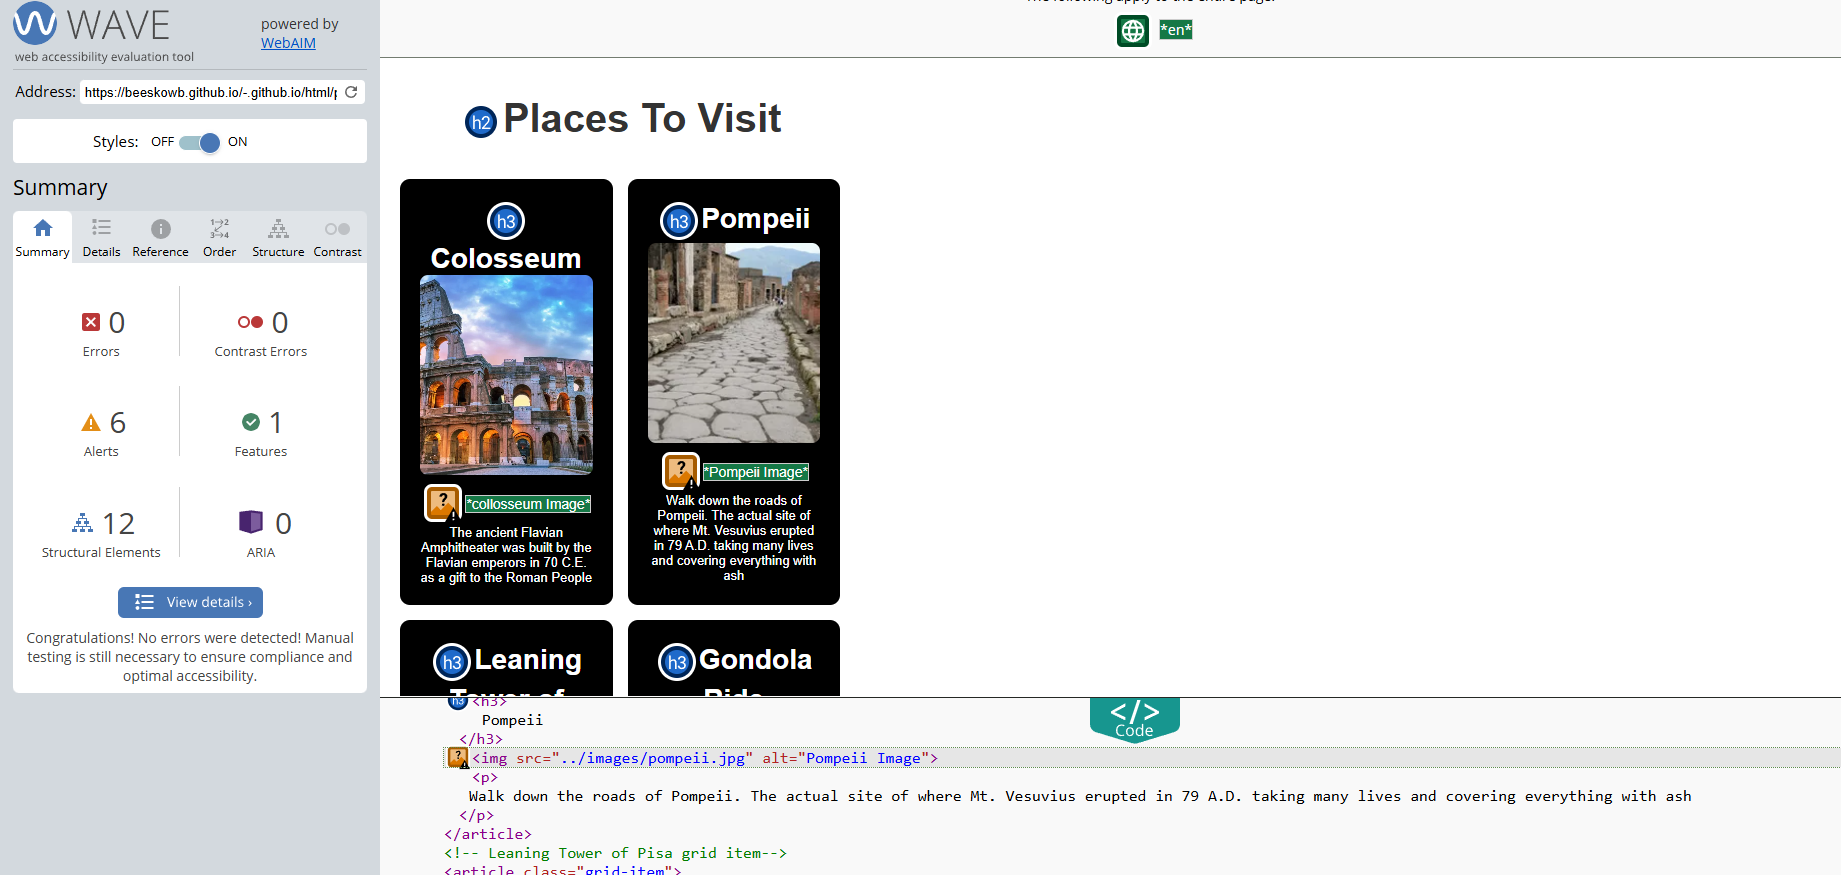 WAVE
powered by
WebAIM
web accessibility evaluation tool
Address: https://beeskowb.github.io/-.github.io/html/p
Styles: OFF ON
Summary
Summary Details Reference Order Structure Contrast
0 Errors
0 Contrast Errors
6 Alerts
1 Features
12 Structural Elements
0 ARIA
View details ›
Congratulations! No errors were detected! Manual
testing is still necessary to ensure compliance and
optimal accessibility.
The following apply to the entire page:
*en*
h2 Places To Visit
h3
Colosseum
*collosseum Image*
The ancient Flavian
Amphitheater was built by the
Flavian emperors in 70 C.E.
as a gift to the Roman People
h3 Pompeii
*Pompeii Image*
Walk down the roads of
Pompeii. The actual site of
where Mt. Vesuvius erupted
in 79 A.D. taking many lives
and covering everything with
ash
h3 Leaning
Tower of
h3 Gondola
Ride
</>
Code
h3 <h3>
Pompeii
</h3>
<img src="../images/pompeii.jpg" alt="Pompeii Image">
<p>
Walk down the roads of Pompeii. The actual site of where Mt. Vesuvius erupted in 79 A.D. taking many lives and covering everything with ash
</p>
</article>
<!-- Leaning Tower of Pisa grid item-->
<article class="grid-item">